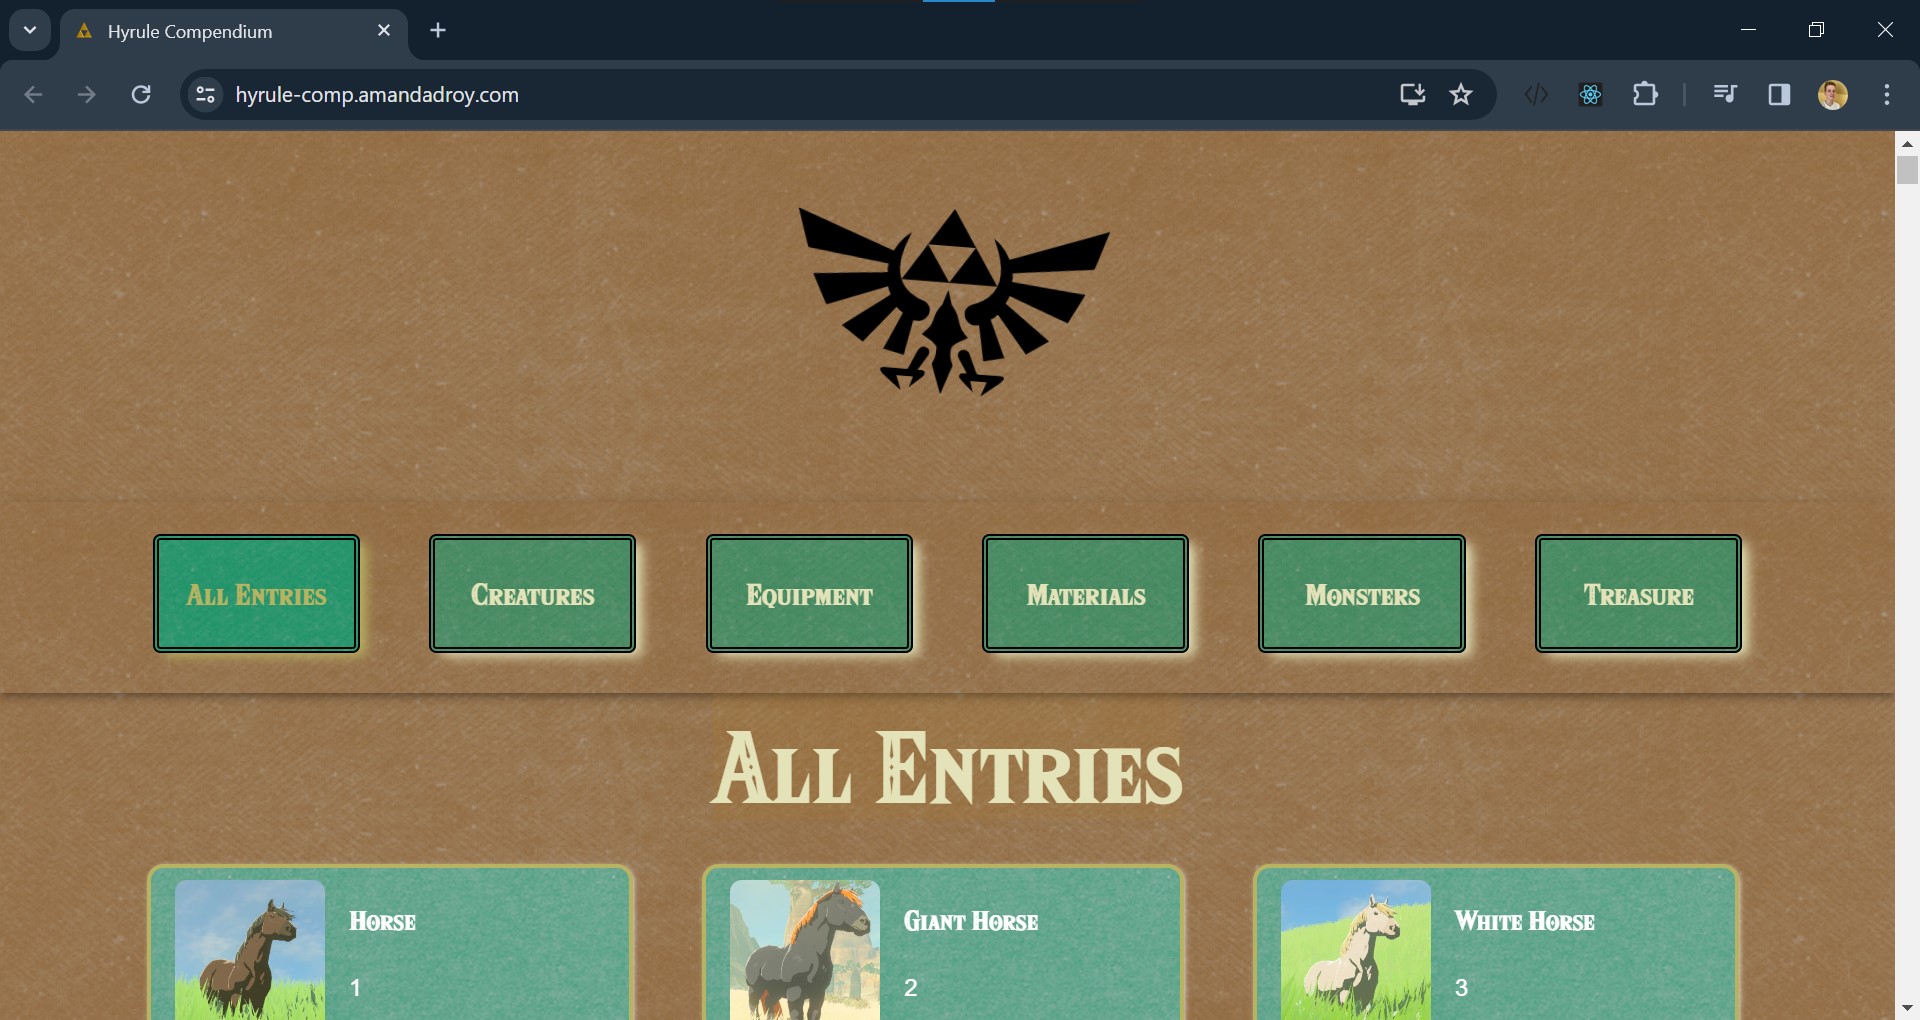 Hyrule Compendium
hyrule-comp.amandadroy.com
All Entries
Creatures
Equipment
Materials
Monsters
Treasure
All Entries
Horse
1
Giant Horse
2
White Horse
3